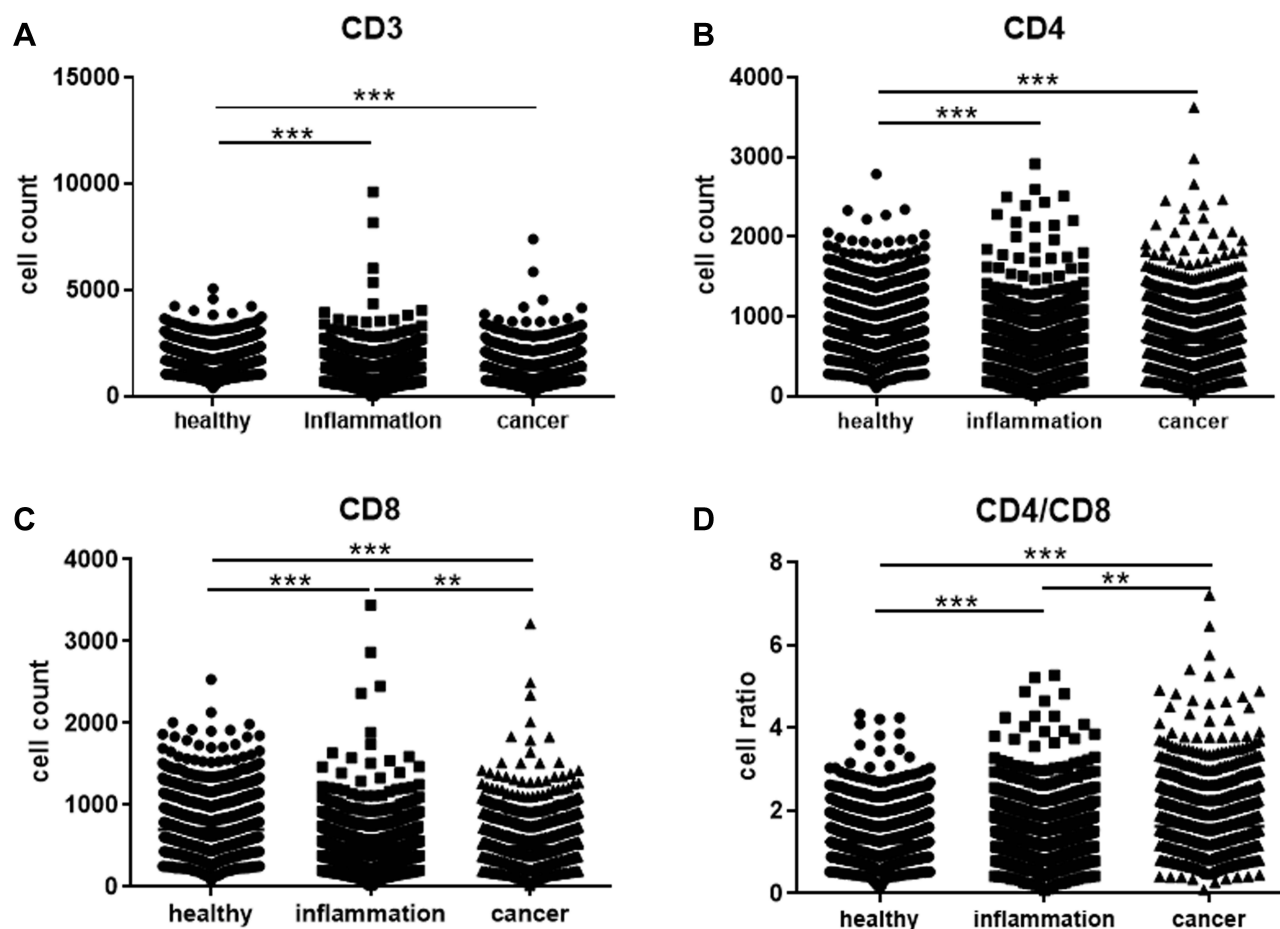 A
CD3
15000
10000
5000
0
cell count
***
***
healthy
Inflammation
cancer
B
CD4
4000
3000
2000
1000
0
cell count
***
***
healthy
inflammation
cancer
C
CD8
4000
3000
2000
1000
0
cell count
***
*** **
healthy
inflammation
cancer
D
CD4/CD8
8
6
4
2
0
cell ratio
***
**
***
healthy
inflammation
cancer